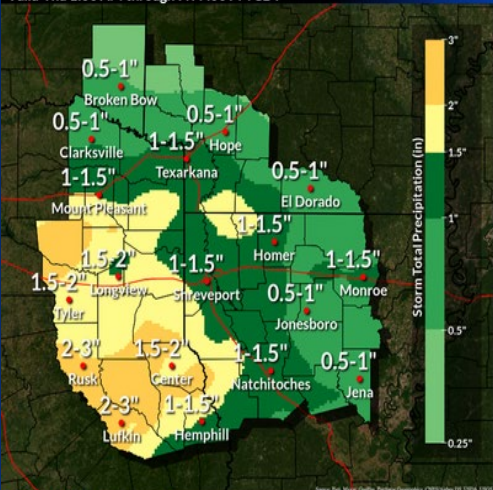 0.5-1"
Broken Bow
0.5-1"
Hope
0.5-1"
Clarksville
1-1.5"
Texarkana
1-1.5"
Mount Pleasant
0.5-1"
El Dorado
1-1.5"
Homer
1.5-2"
Longview
1-1.5"
Shreveport
1-1.5"
Monroe
1.5-2"
Tyler
0.5-1"
Jonesboro
2-3"
Rusk
1.5-2"
Center
1-1.5"
Natchitoches
0.5-1"
Jena
2-3"
Lufkin
1-1.5"
Hemphill
Storm Total Precipitation (in)
3"
2"
1.5"
1"
0.5"
0.25"